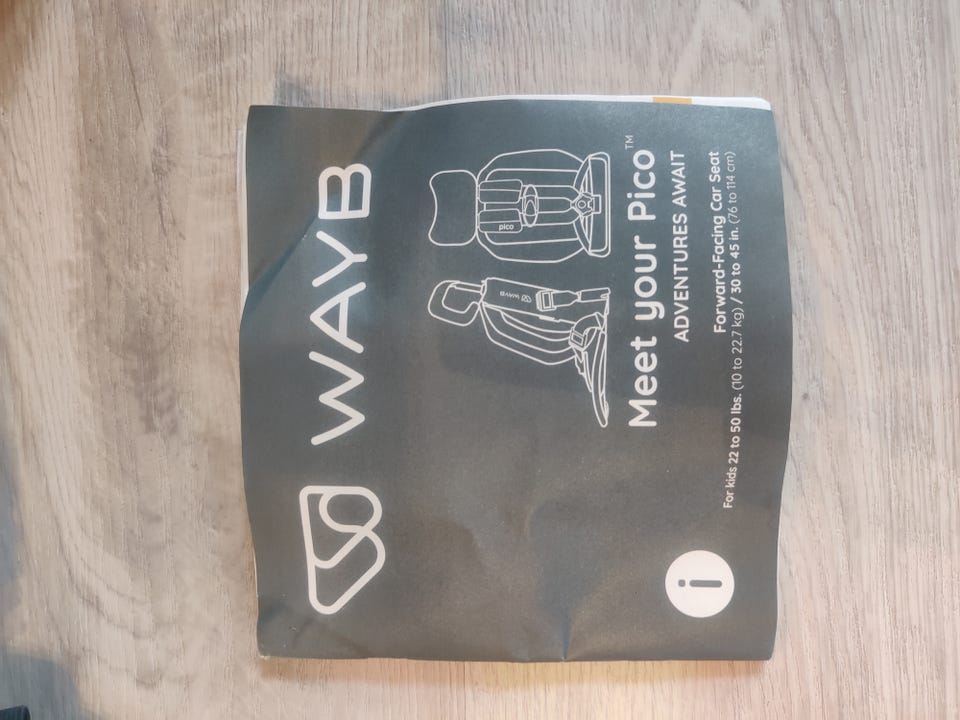 WAYB
pico
WAYB
Meet your Pico™
ADVENTURES AWAIT
Forward-Facing Car Seat
For kids 22 to 50 lbs. (10 to 22.7 kg) / 30 to 45 in. (76 to 114 cm)
i